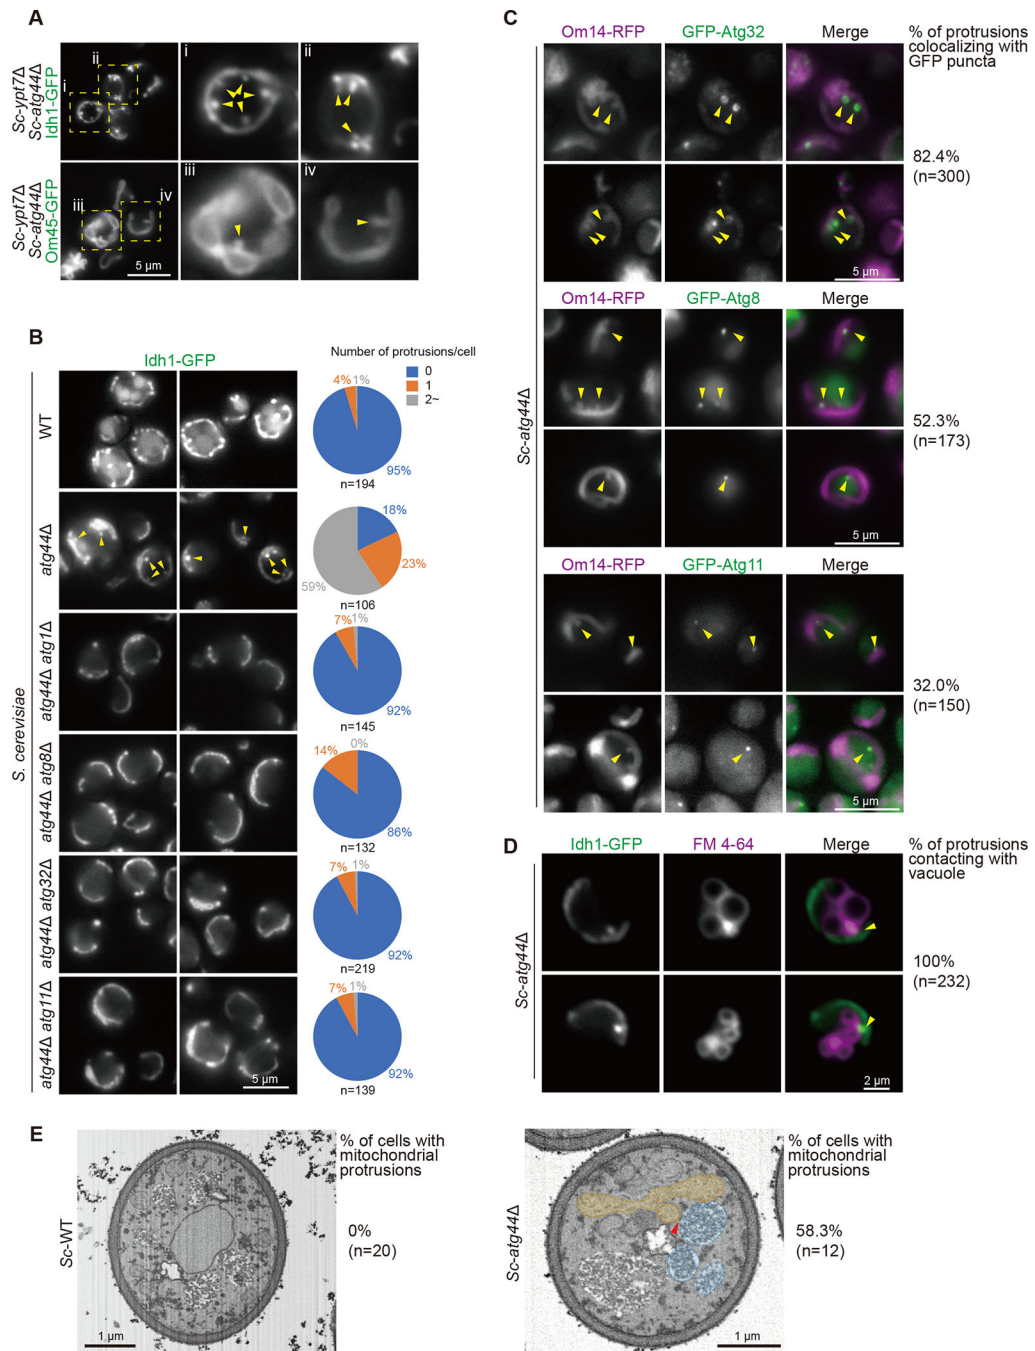 A
Sc-ypt7Δ
Sc-atg44Δ
Idh1-GFP
i
ii
i
ii
Sc-ypt7Δ
Sc-atg44Δ
Om45-GFP
iii
iv
iii
iv
5 µm
B
Idh1-GFP
Number of protrusions/cell
0
1
2~
S. cerevisiae
WT
4%
1%
95%
n=194
atg44Δ
18%
23%
59%
n=106
atg44Δ atg1Δ
7%
1%
92%
n=145
atg44Δ atg8Δ
14%
0%
86%
n=132
atg44Δ atg32Δ
7%
1%
92%
n=219
atg44Δ atg11Δ
5 µm
7%
1%
92%
n=139
C
Om14-RFP
GFP-Atg32
Merge
% of protrusions
colocalizing with
GFP puncta
82.4%
(n=300)
5 µm
Sc-atg44Δ
Om14-RFP
GFP-Atg8
Merge
52.3%
(n=173)
5 µm
Om14-RFP
GFP-Atg11
Merge
32.0%
(n=150)
5 µm
D
Idh1-GFP
FM 4-64
Merge
% of protrusions
contacting with
vacuole
Sc-atg44Δ
100%
(n=232)
2 µm
E
Sc-WT
1 µm
% of cells with
mitochondrial
protrusions
0%
(n=20)
Sc-atg44Δ
1 µm
% of cells with
mitochondrial
protrusions
58.3%
(n=12)